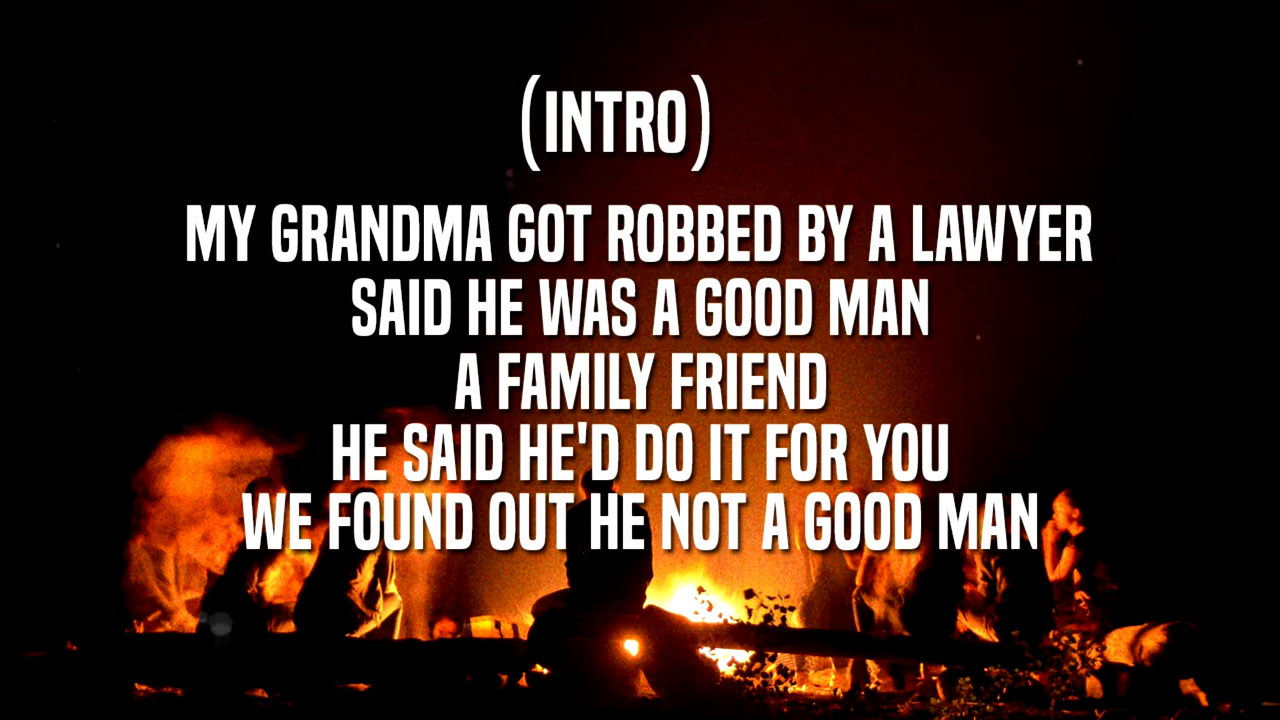 (INTRO)
MY GRANDMA GOT ROBBED BY A LAWYER
SAID HE WAS A GOOD MAN
A FAMILY FRIEND
HE SAID HE'D DO IT FOR YOU
WE FOUND OUT HE NOT A GOOD MAN